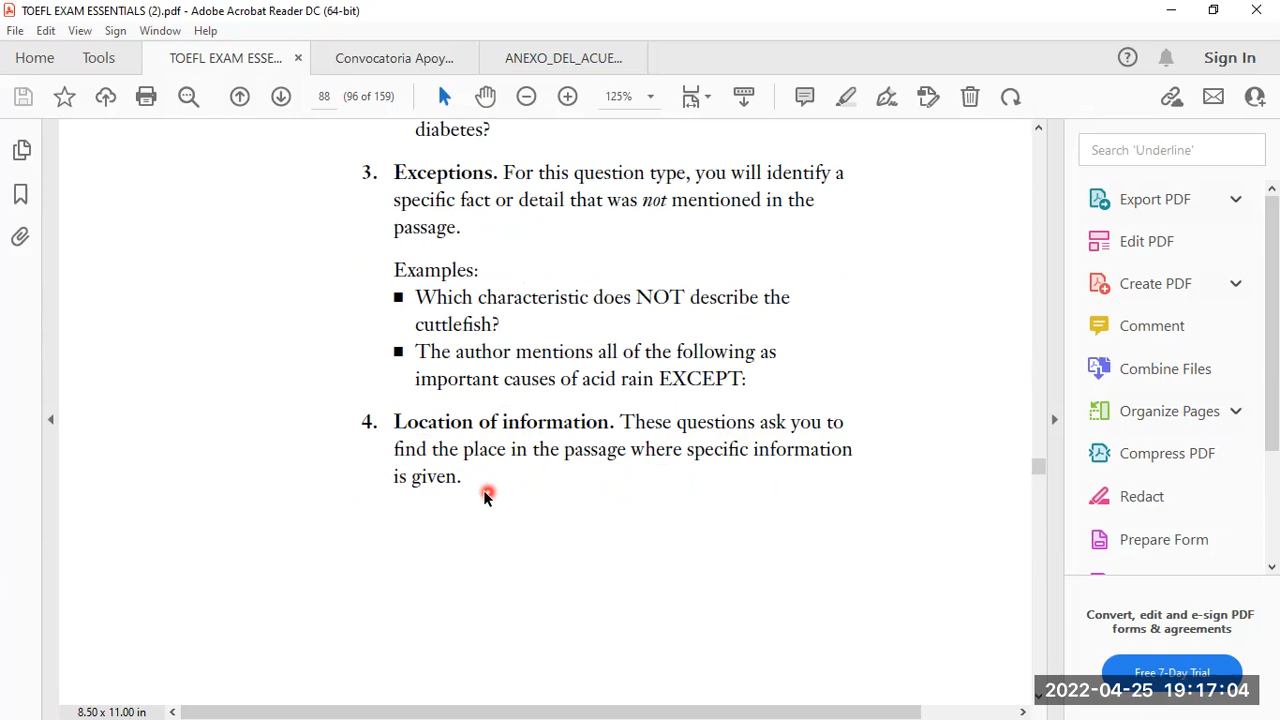 TOEFL EXAM ESSENTIALS (2).pdf - Adobe Acrobat Reader DC (64-bit)
File Edit View Sign Window Help
Home Tools TOEFL EXAM ESSE... × Convocatoria Apoy... ANEXO_DEL_ACUE... Sign In
88 (96 of 159) 125%
diabetes?
3. Exceptions. For this question type, you will identify a
specific fact or detail that was not mentioned in the
passage.
Examples:
■ Which characteristic does NOT describe the
cuttlefish?
■ The author mentions all of the following as
important causes of acid rain EXCEPT:
4. Location of information. These questions ask you to
find the place in the passage where specific information
is given.
Search 'Underline'
Export PDF
Edit PDF
Create PDF
Comment
Combine Files
Organize Pages
Compress PDF
Redact
Prepare Form
Convert, edit and e-sign PDF
forms & agreements
Free 7-Day Trial
2022-04-25 19:17:04
8.50 x 11.00 in